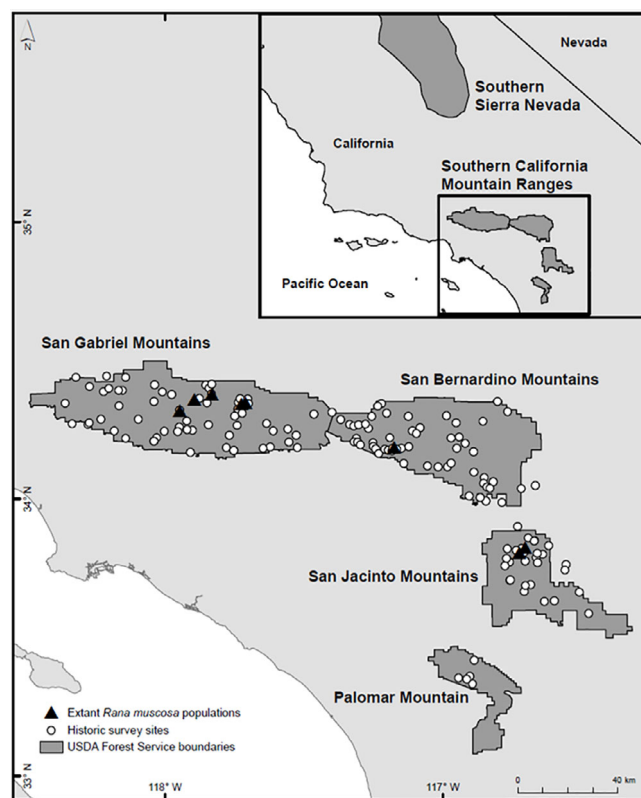 N
Nevada
Southern
Sierra Nevada
California
Southern California
Mountain Ranges
Pacific Ocean
35° N
San Gabriel Mountains
San Bernardino Mountains
34° N
San Jacinto Mountains
Palomar Mountain
Extant Rana muscosa populations
Historic survey sites
USDA Forest Service boundaries
33° N
118° W
117° W
0
40 km